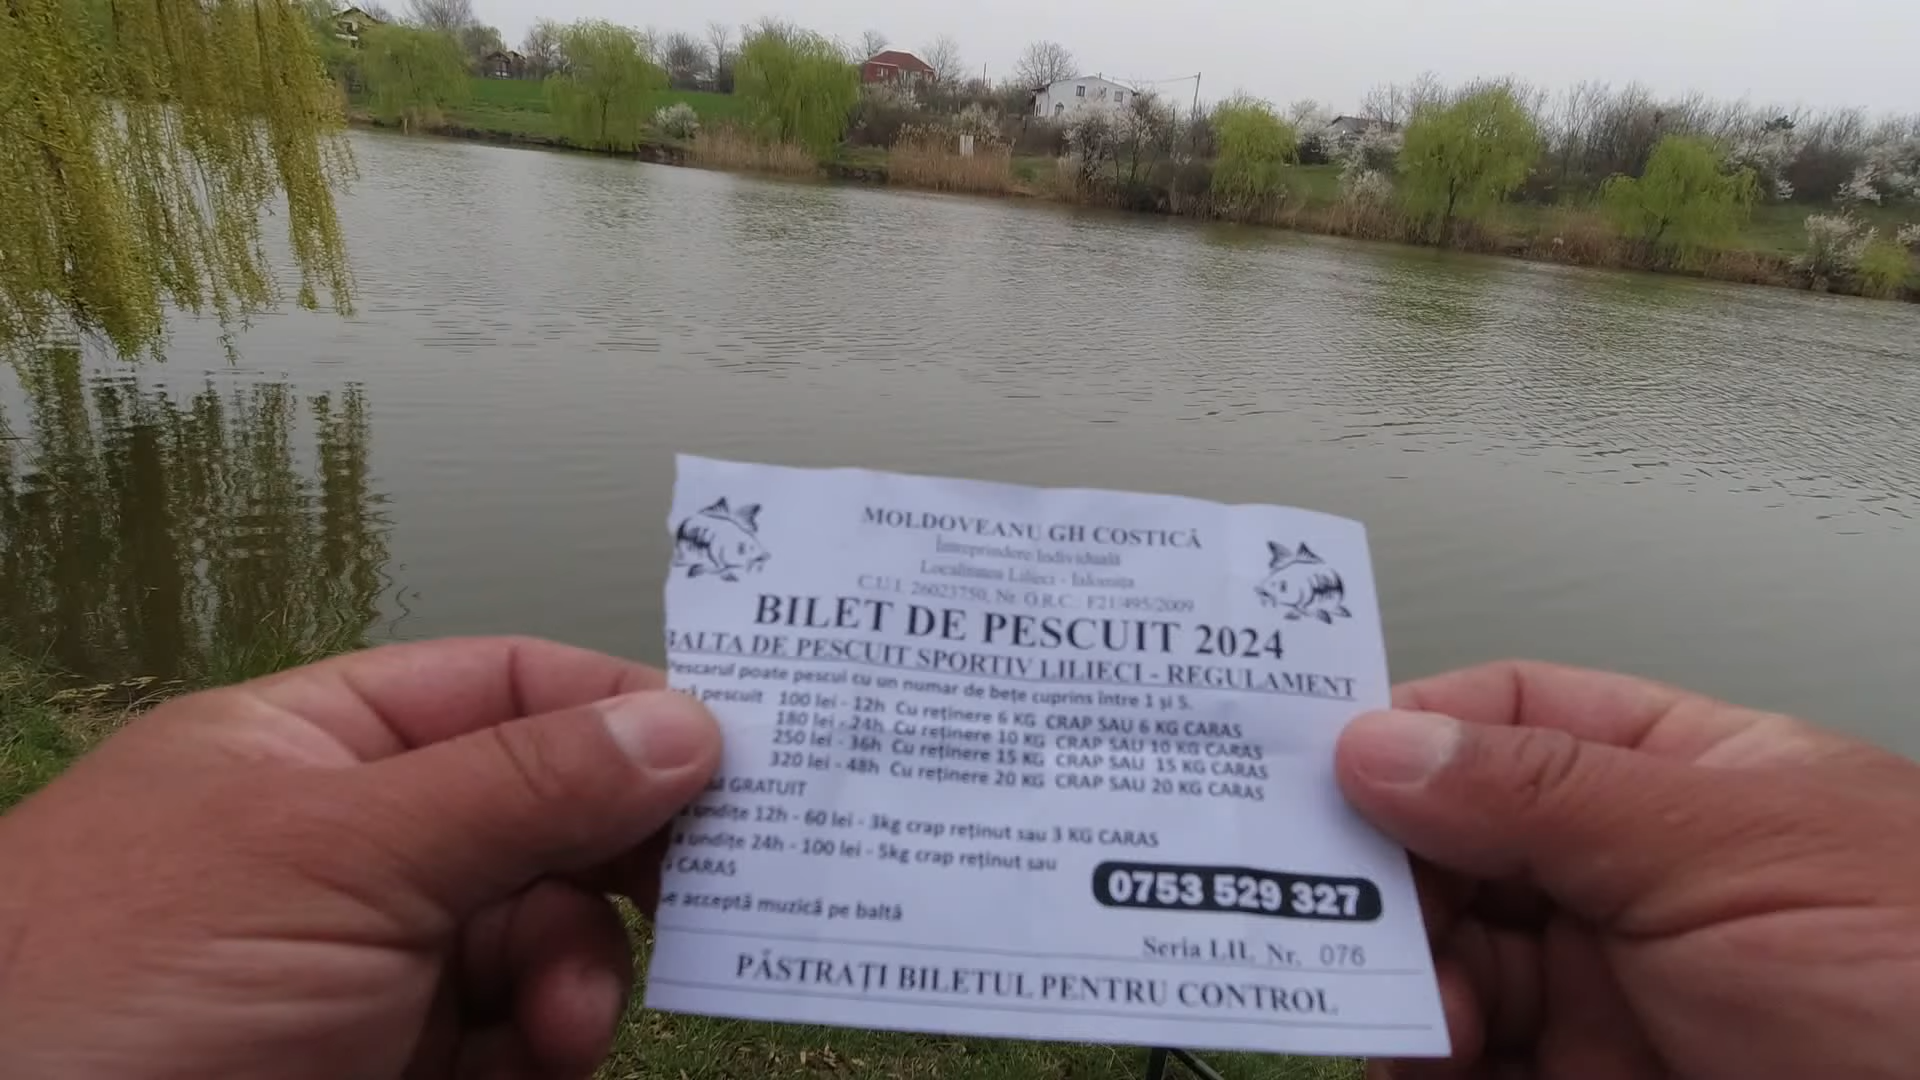 MOLDOVEANU GH COSTICĂ
Întreprindere Individuală
Localitatea Lilieci - Ialomița
C.U.I. 26023750, Nr. O.R.C.: F21/495/2009
BILET DE PESCUIT 2024
BALTA DE PESCUIT SPORTIV LILIECI - REGULAMENT
Pescarul poate pescui cu un numar de bețe cuprins între 1 și 5.
pescuit 100 lei - 12h Cu reținere 6 KG CRAP SAU 6 KG CARAS
180 lei - 24h Cu reținere 10 KG CRAP SAU 10 KG CARAS
250 lei - 36h Cu reținere 15 KG CRAP SAU 15 KG CARAS
320 lei - 48h Cu reținere 20 KG CRAP SAU 20 KG CARAS
GRATUIT
undițe 12h - 60 lei - 3kg crap reținut sau 3 KG CARAS
undițe 24h - 100 lei - 5kg crap reținut sau
CARAS
0753 529 327
acceptă muzică pe baltă
Seria LIL Nr. 076
PĂSTRAȚI BILETUL PENTRU CONTROL